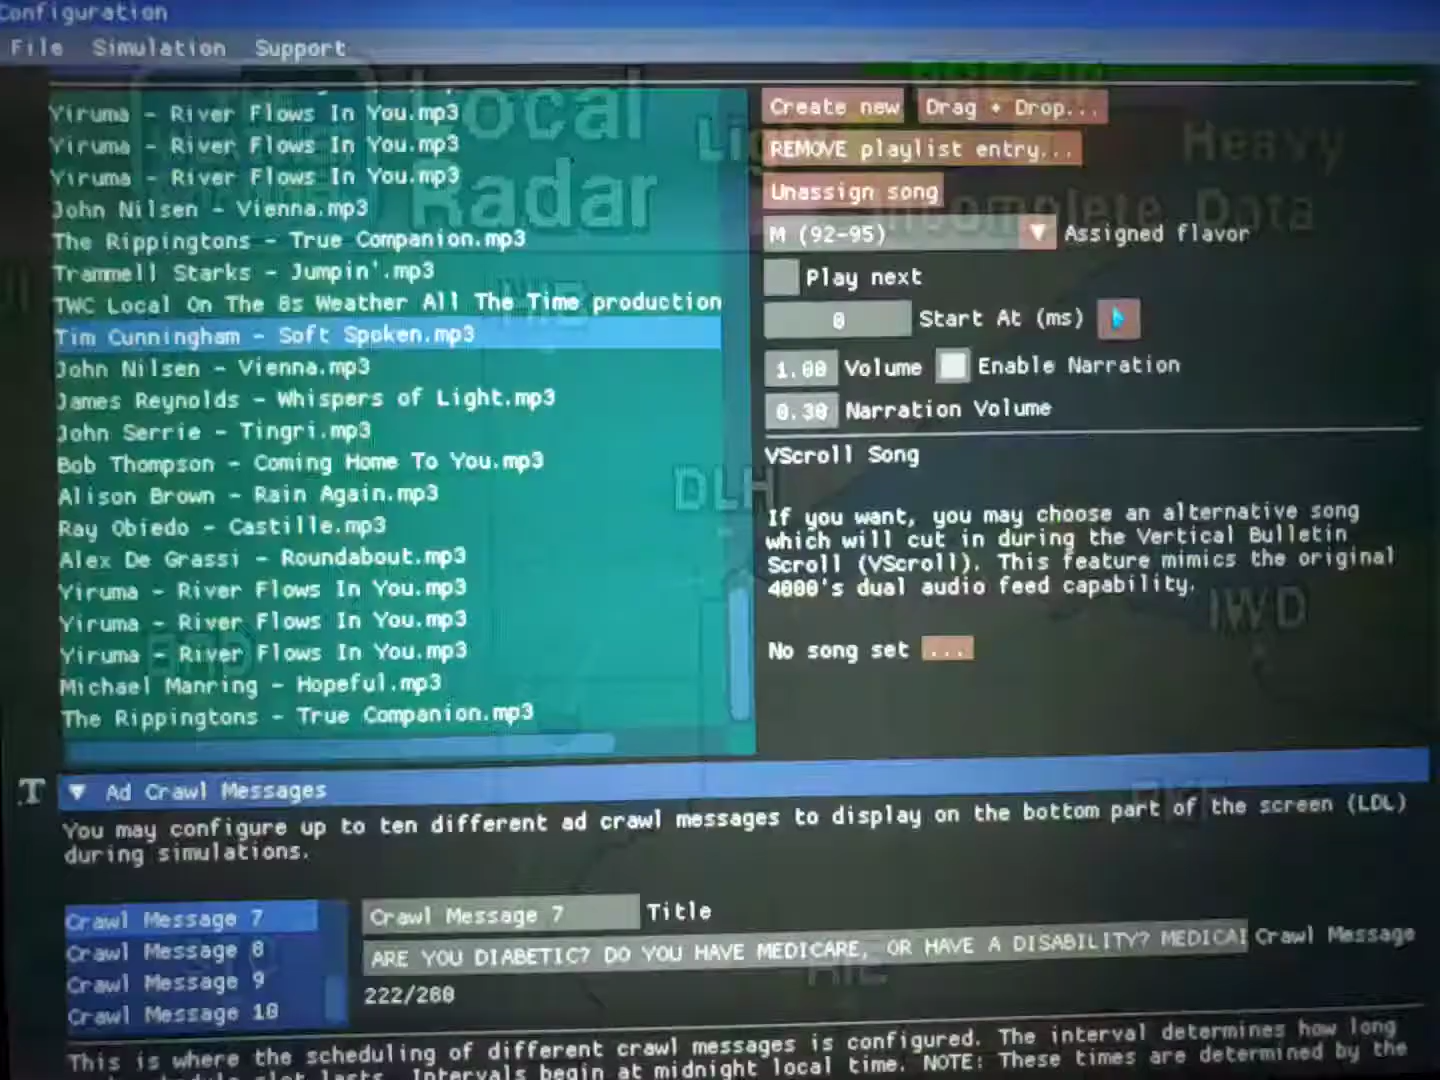 Configuration
File Simulation Support
Yiruma - River Flows In You.mp3
Yiruma - River Flows In You.mp3
Yiruma - River Flows In You.mp3
John Nilsen - Vienna.mp3
The Rippingtons - True Companion.mp3
Trammell Starks - Jumpin'.mp3
TWC Local On The 8s Weather All The Time production
Tim Cunningham - Soft Spoken.mp3
John Nilsen - Vienna.mp3
James Reynolds - Whispers of Light.mp3
John Serrie - Tingri.mp3
Bob Thompson - Coming Home To You.mp3
Alison Brown - Rain Again.mp3
Ray Obiedo - Castille.mp3
Alex De Grassi - Roundabout.mp3
Yiruma - River Flows In You.mp3
Yiruma - River Flows In You.mp3
Yiruma - River Flows In You.mp3
Michael Manring - Hopeful.mp3
The Rippingtons - True Companion.mp3
Create new Drag + Drop...
REMOVE playlist entry...
Unassign song
M (92-95) Assigned flavor
Play next
0 Start At (ms)
1.00 Volume Enable Narration
0.30 Narration Volume
VScroll Song
If you want, you may choose an alternative song
which will cut in during the Vertical Bulletin
Scroll (VScroll). This feature mimics the original
4000's dual audio feed capability.
No song set ...
Local
Radar
Heavy
Incomplete Data
DLH
IWD
HIB
T
Ad Crawl Messages
You may configure up to ten different ad crawl messages to display on the bottom part of the screen (LDL)
during simulations.
Crawl Message 7
Crawl Message 8
Crawl Message 9
Crawl Message 10
Crawl Message 7 Title
ARE YOU DIABETIC? DO YOU HAVE MEDICARE, OR HAVE A DISABILITY? MEDICAI Crawl Message
222/280
This is where the scheduling of different crawl messages is configured. The interval determines how long
slot lasts. Intervals begin at midnight local time. NOTE: These times are determined by the